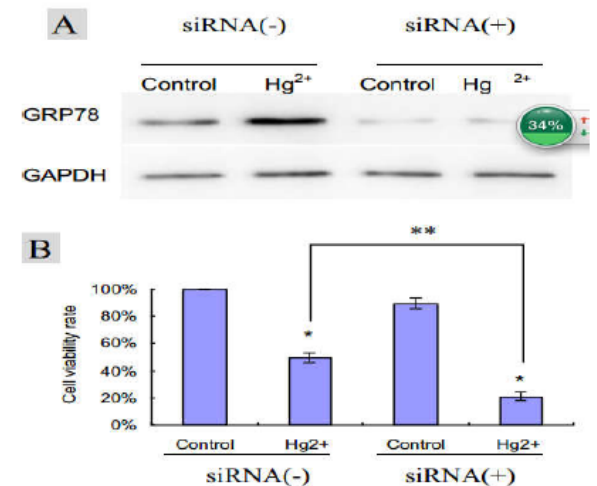 A
siRNA(-) siRNA(+)
Control Hg2+ Control Hg 2+
GRP78
34%
GAPDH
B
**
Cell viability rate
100%
80%
60%
40%
20%
0%
*
*
Control Hg2+ Control Hg2+
siRNA(-) siRNA(+)